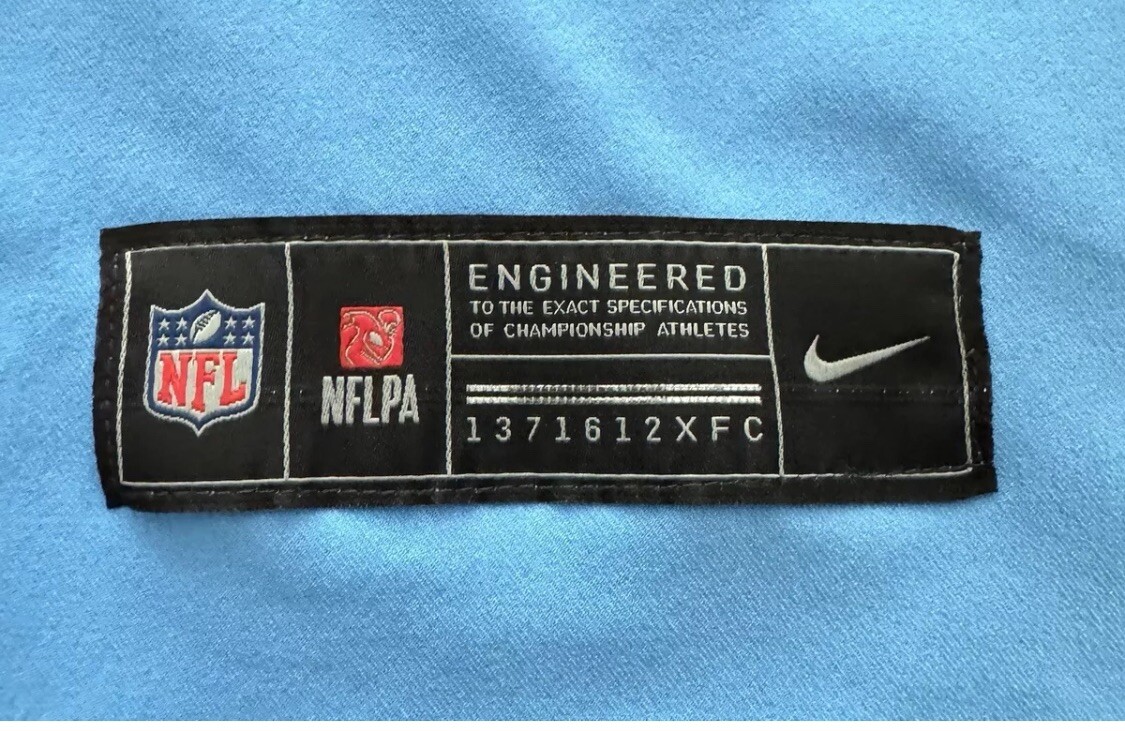 NFL
NFLPA
ENGINEERED
TO THE EXACT SPECIFICATIONS
OF CHAMPIONSHIP ATHLETES
1371612XFC